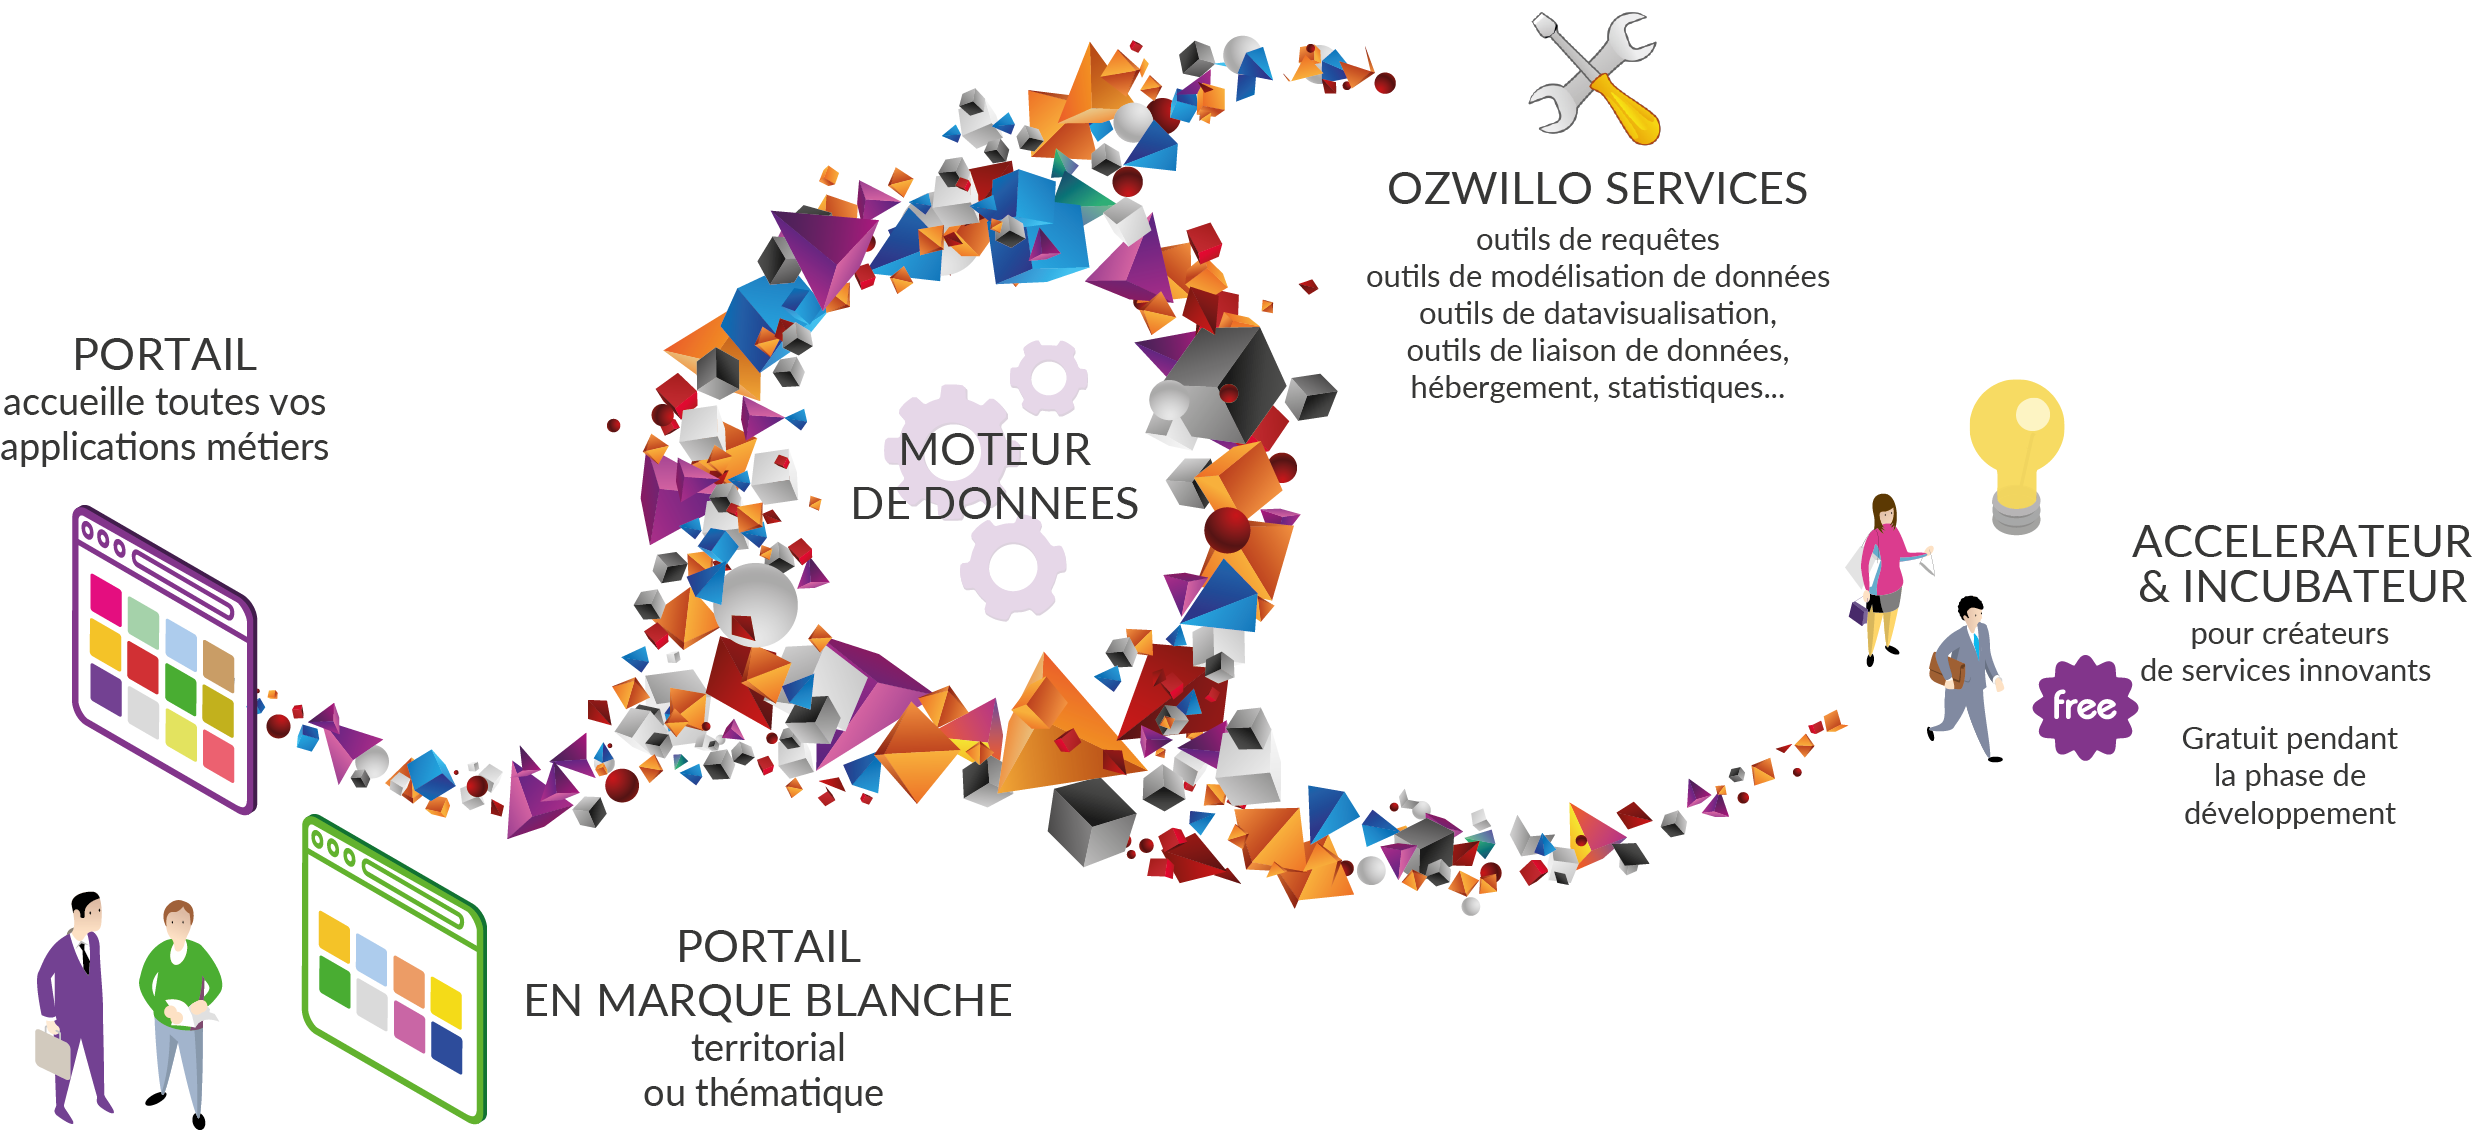 PORTAIL
accueille toutes vos
applications métiers
MOTEUR
DE DONNEES
OZWILLO SERVICES
outils de requêtes
outils de modélisation de données
outils de datavisualisation,
outils de liaison de données,
hébergement, statistiques...
PORTAIL
EN MARQUE BLANCHE
territorial
ou thématique
ACCELERATEUR
& INCUBATEUR
pour créateurs
de services innovants
free
Gratuit pendant
la phase de
développement